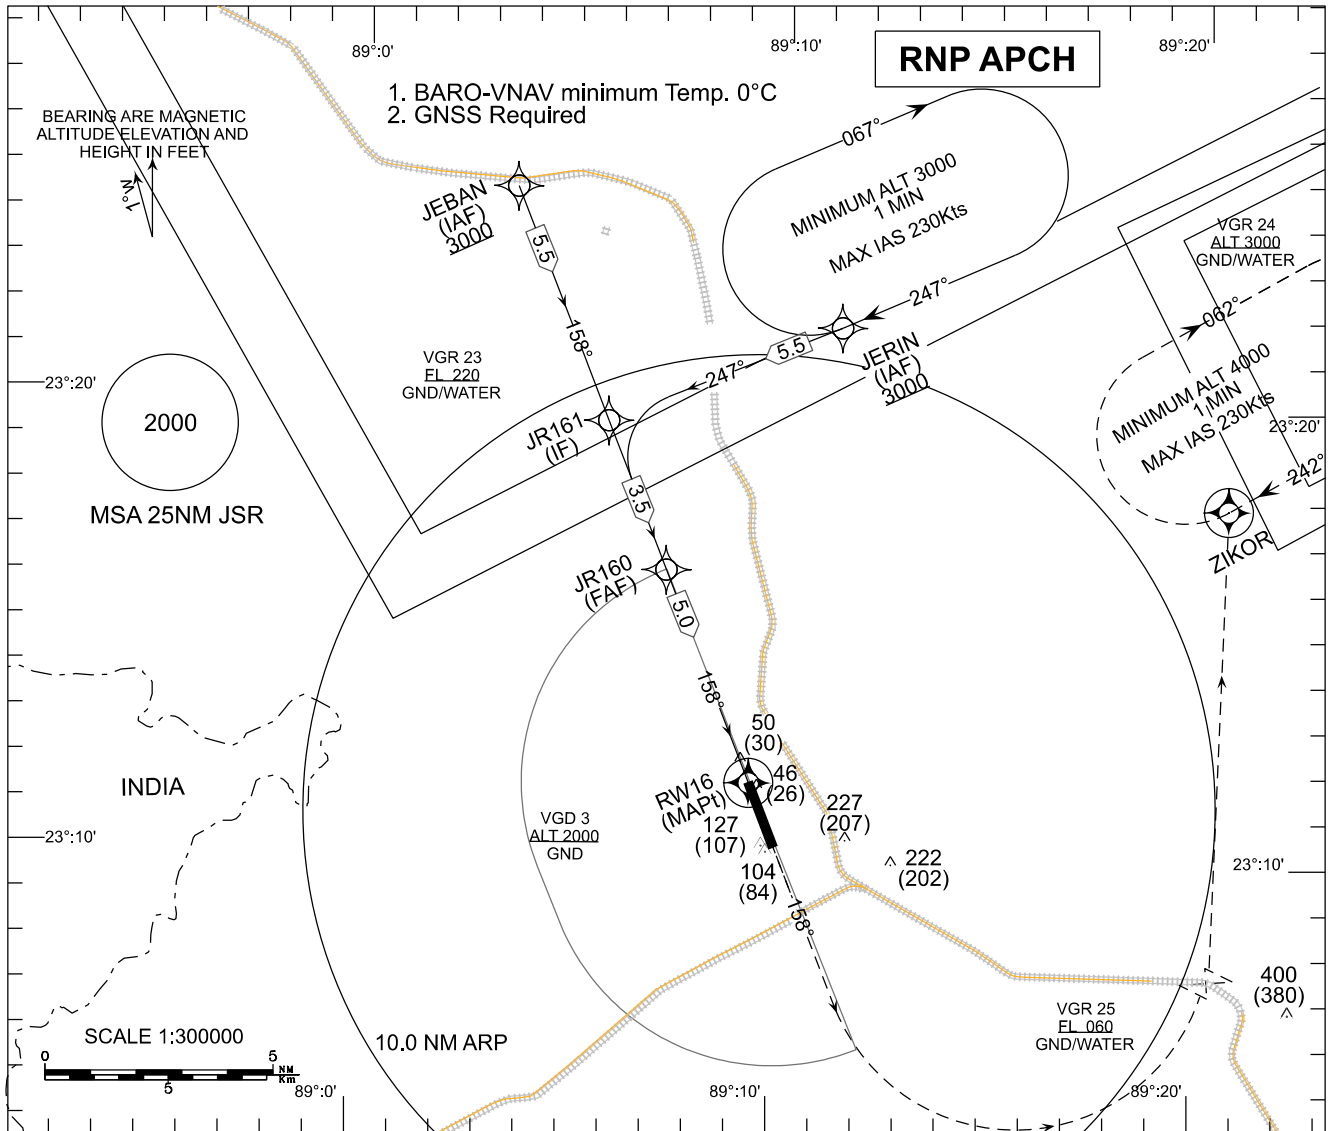 89°:0'
89°:10'
89°:20'
RNP APCH
1. BARO-VNAV minimum Temp. 0°C
2. GNSS Required
BEARING ARE MAGNETIC
ALTITUDE ELEVATION AND
HEIGHT IN FEET
1°W
067°
MINIMUM ALT 3000
1 MIN
MAX IAS 230Kts
247°
JEBAN
(IAF)
3000
5.5
158°
VGR 24
ALT 3000
GND/WATER
062°
MINIMUM ALT 4000
1 MIN
MAX IAS 230Kts
242°
ZIKOR
5.5
247°
JERIN
(IAF)
3000
VGR 23
FL 220
GND/WATER
23°:20'
23°:20'
2000
MSA 25NM JSR
JR161
(IF)
3.5
JR160
(FAF)
5.0
158°
50
(30)
46
(26)
RW16
(MAPt)
127
(107)
104
(84)
227
(207)
222
(202)
INDIA
VGD 3
ALT 2000
GND
23°:10'
23°:10'
158°
400
(380)
VGR 25
FL 060
GND/WATER
10.0 NM ARP
SCALE 1:300000
0
5
NM
Km
5
89°:0'
89°:10'
89°:20'